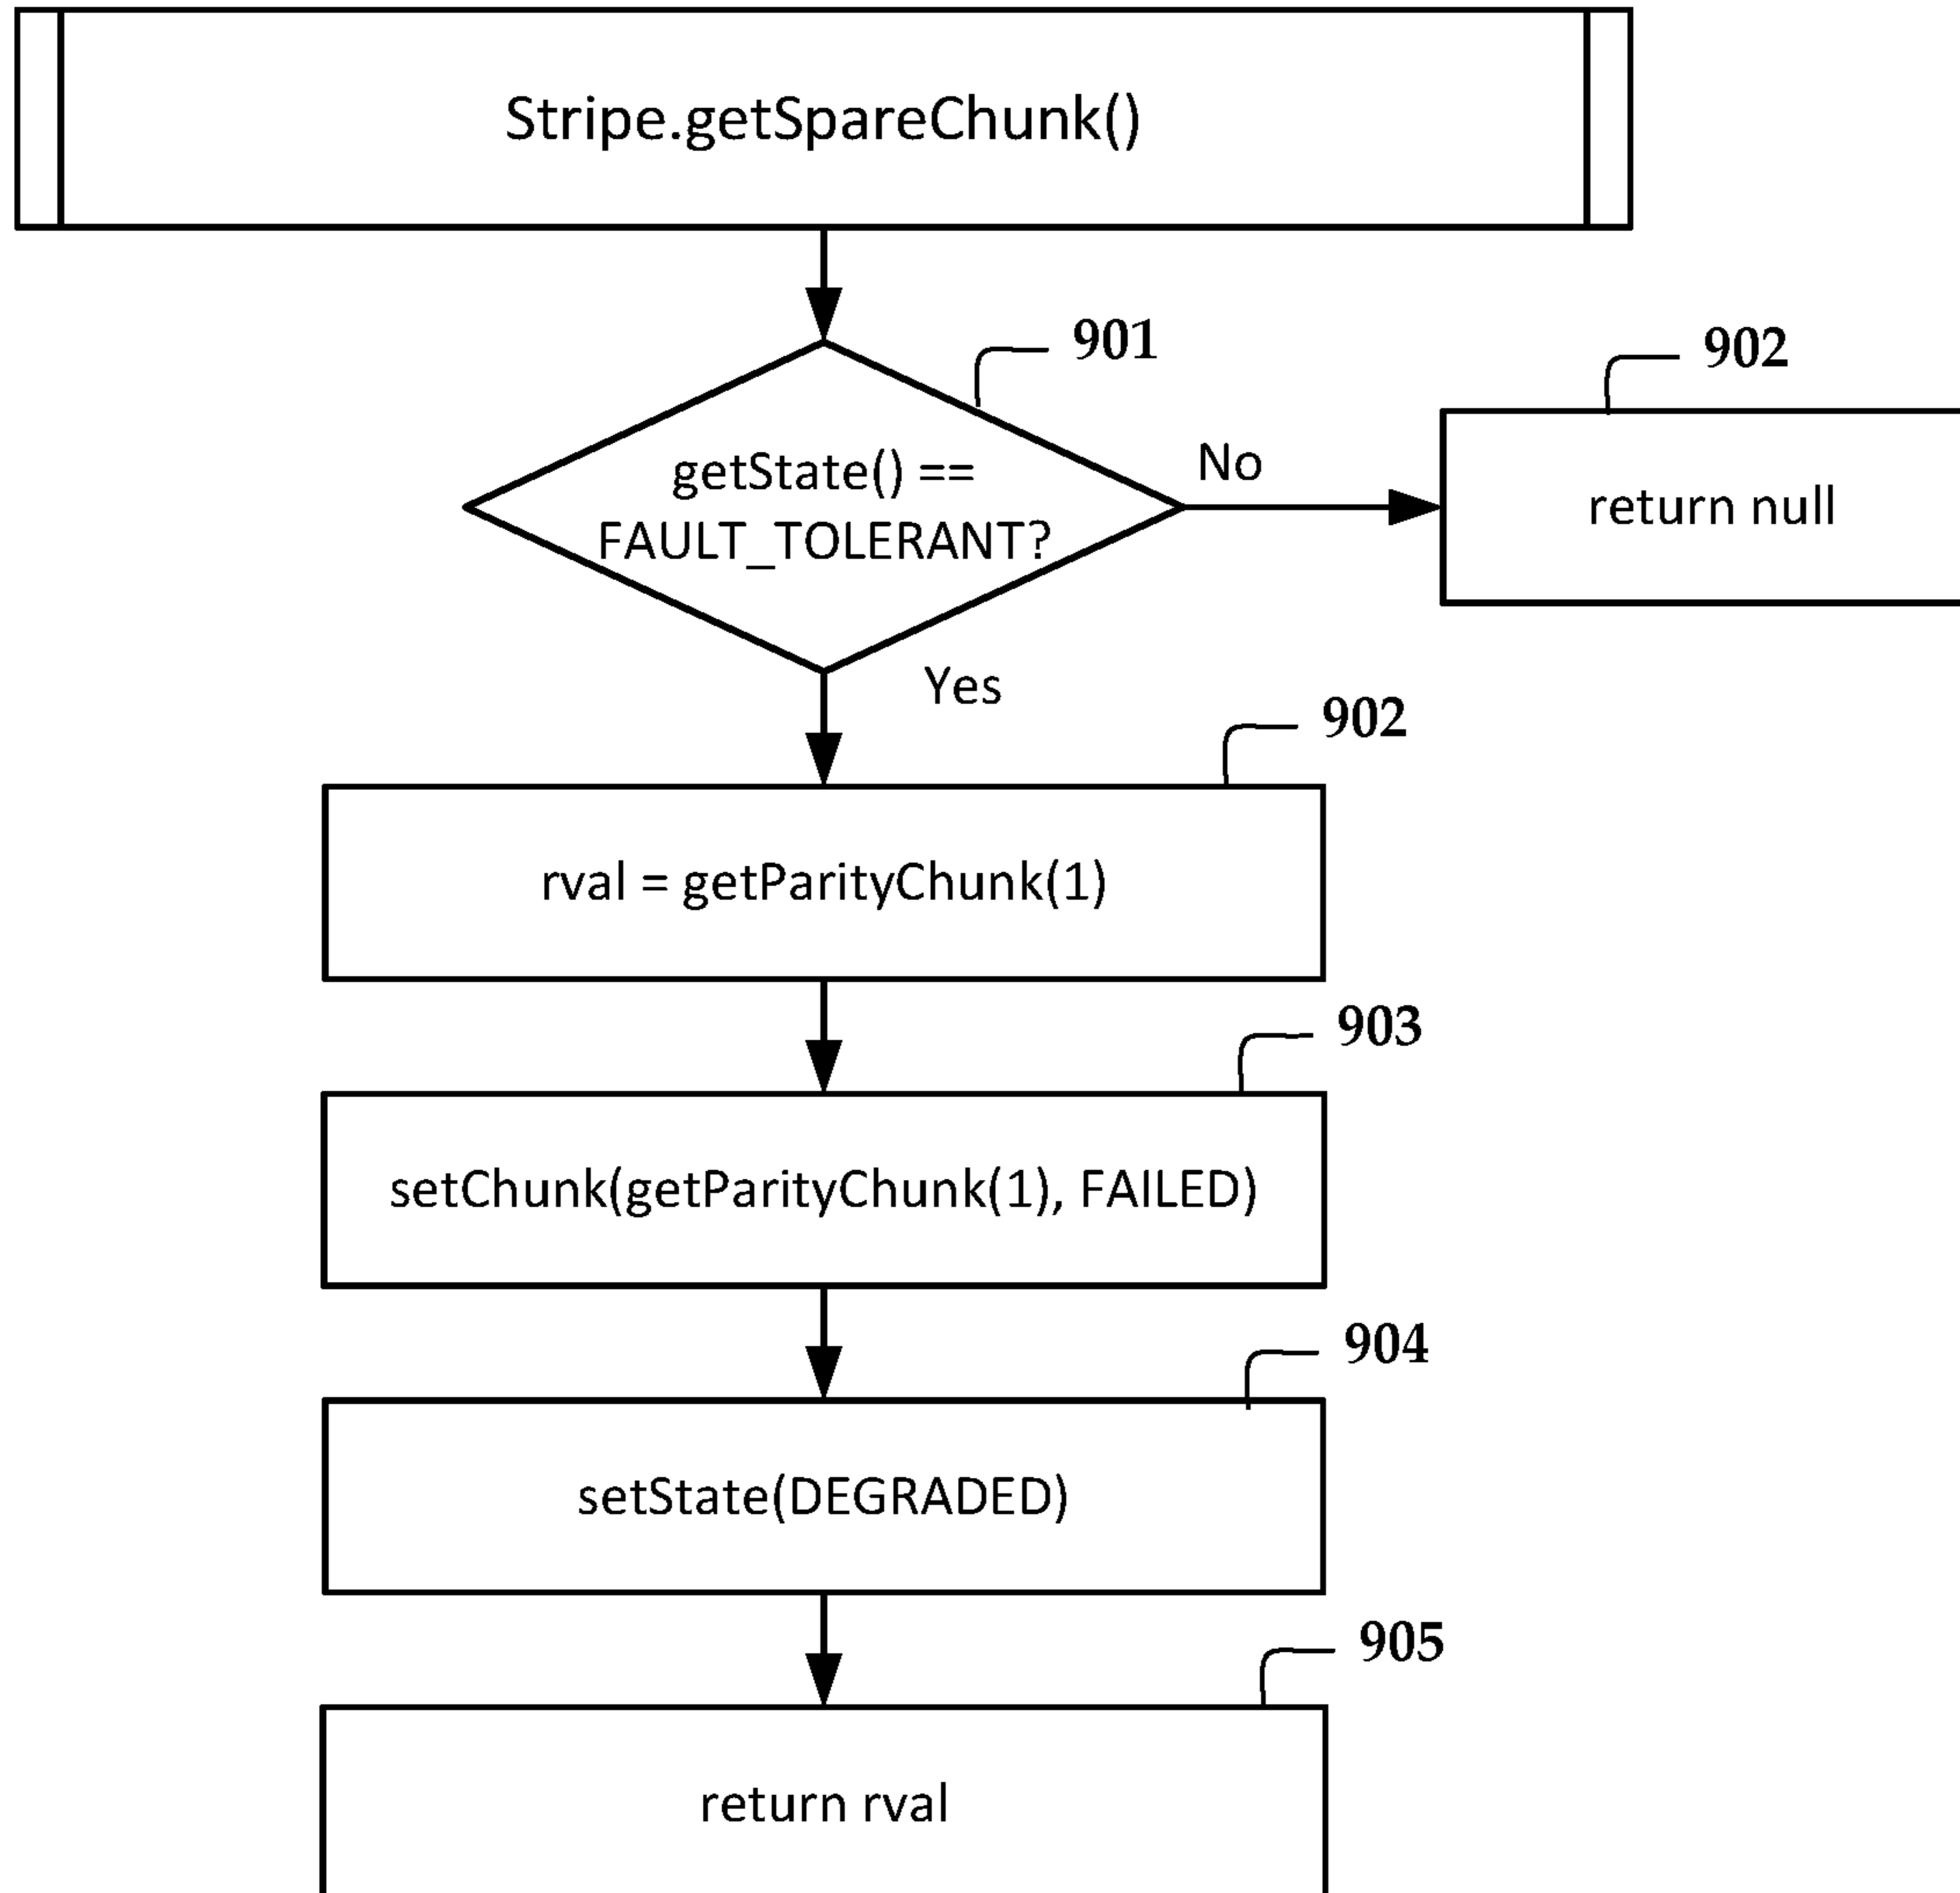 Stripe.getSpareChunk()
901
902
getState() ==
FAULT_TOLERANT?
No
return null
Yes
902
rval = getParityChunk(1)
903
setChunk(getParityChunk(1), FAILED)
904
setState(DEGRADED)
905
return rval